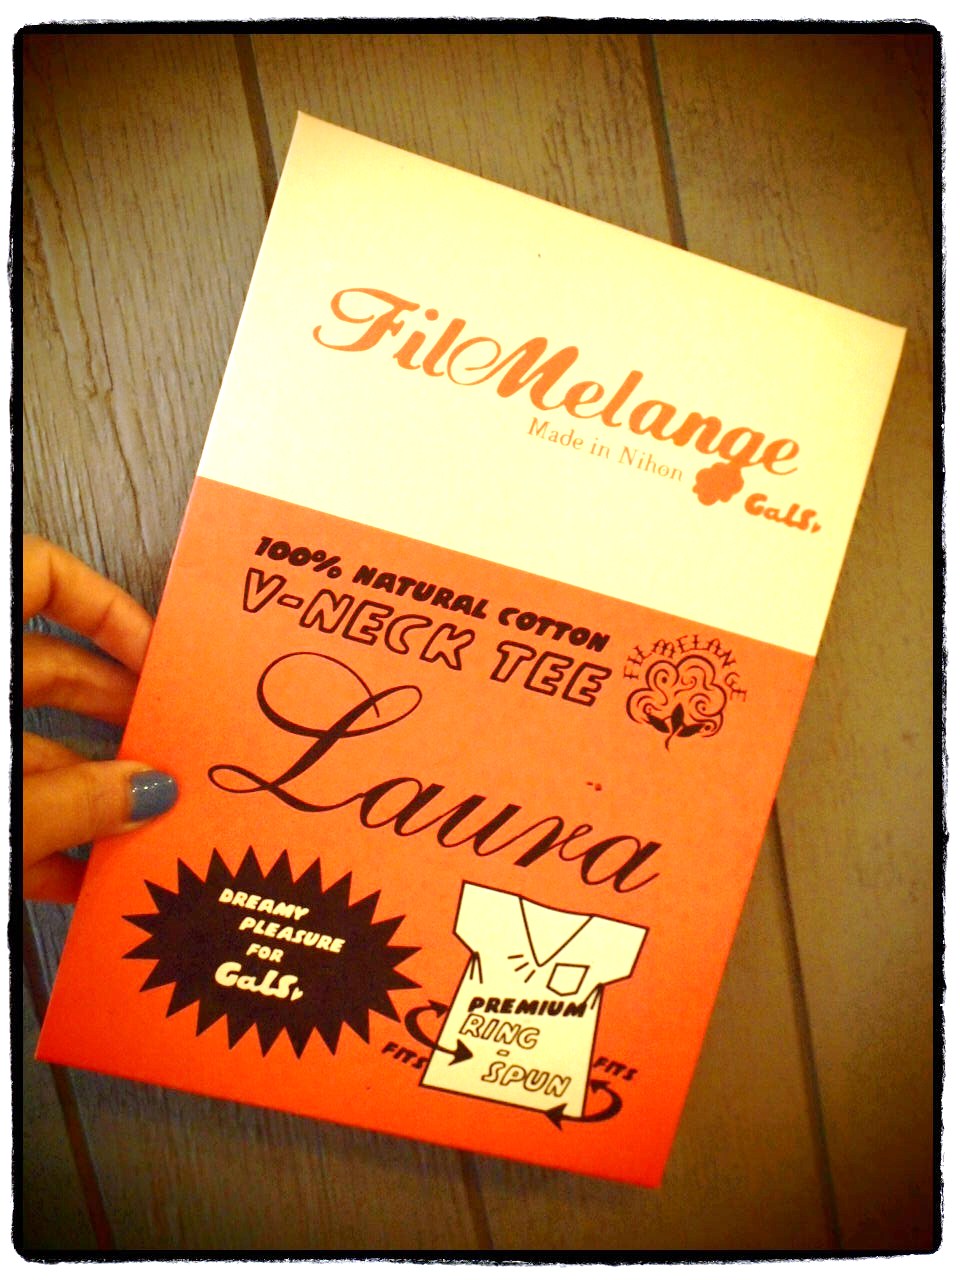 FilMelange
Made in Nihon
Gals,
100% NATURAL COTTON
V-NECK TEE
FILMELANGE
Laura
DREAMY
PLEASURE
FOR
Gals,
PREMIUM
RING
-
SPUN
FITS
FITS